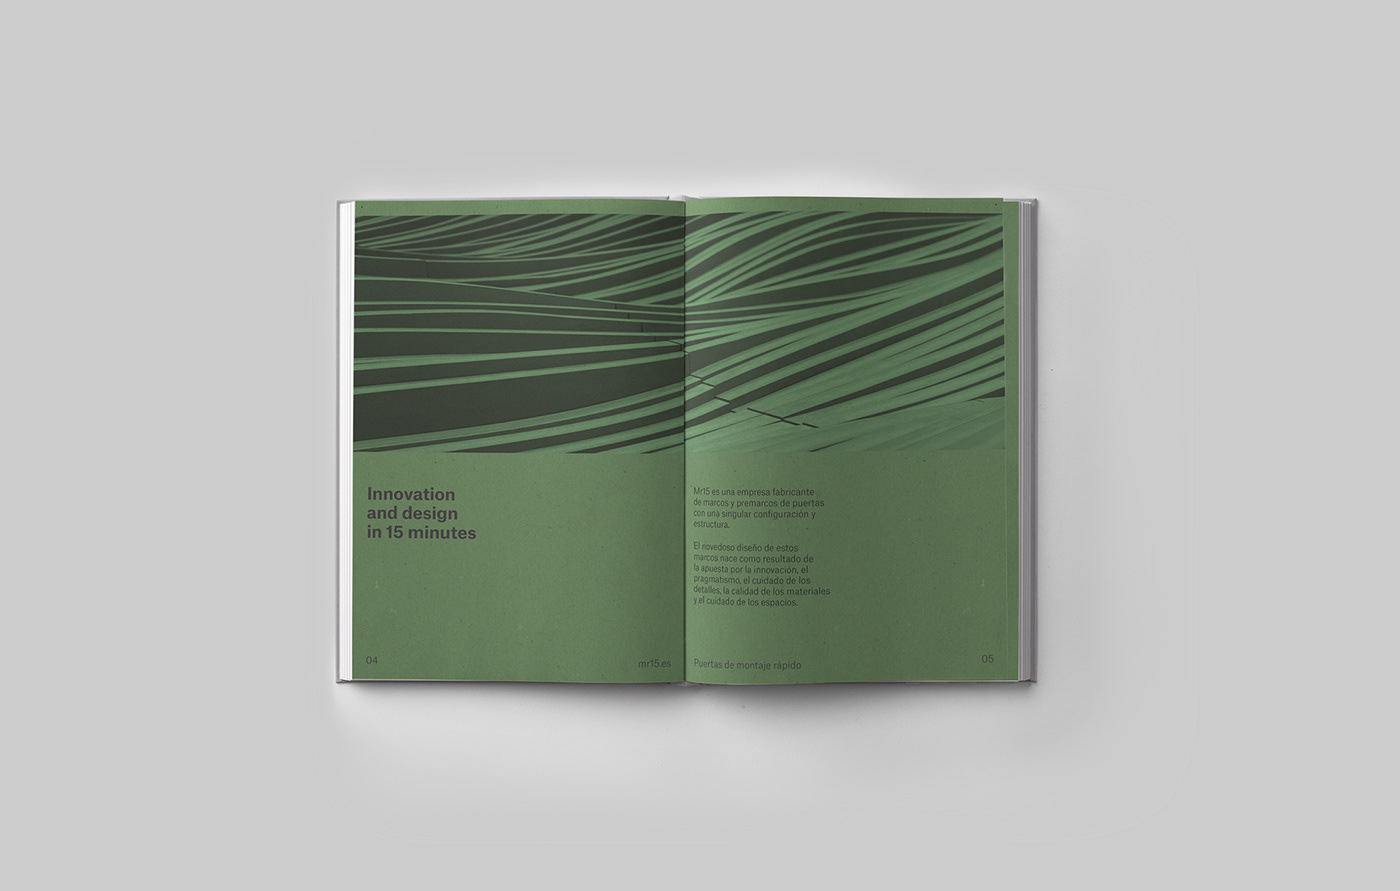 Innovation
and design
in 15 minutes
04
mr15.es
Mr15 es una empresa fabricante
de marcos y premarcos de puertas
con una singular configuración y
estructura.
El novedoso diseño de estos
marcos nace como resultado de
la apuesta por la innovación, el
pragmatismo, el cuidado de los
detalles, la calidad de los materiales
y el cuidado de los espacios.
Puertas de montaje rápido
05